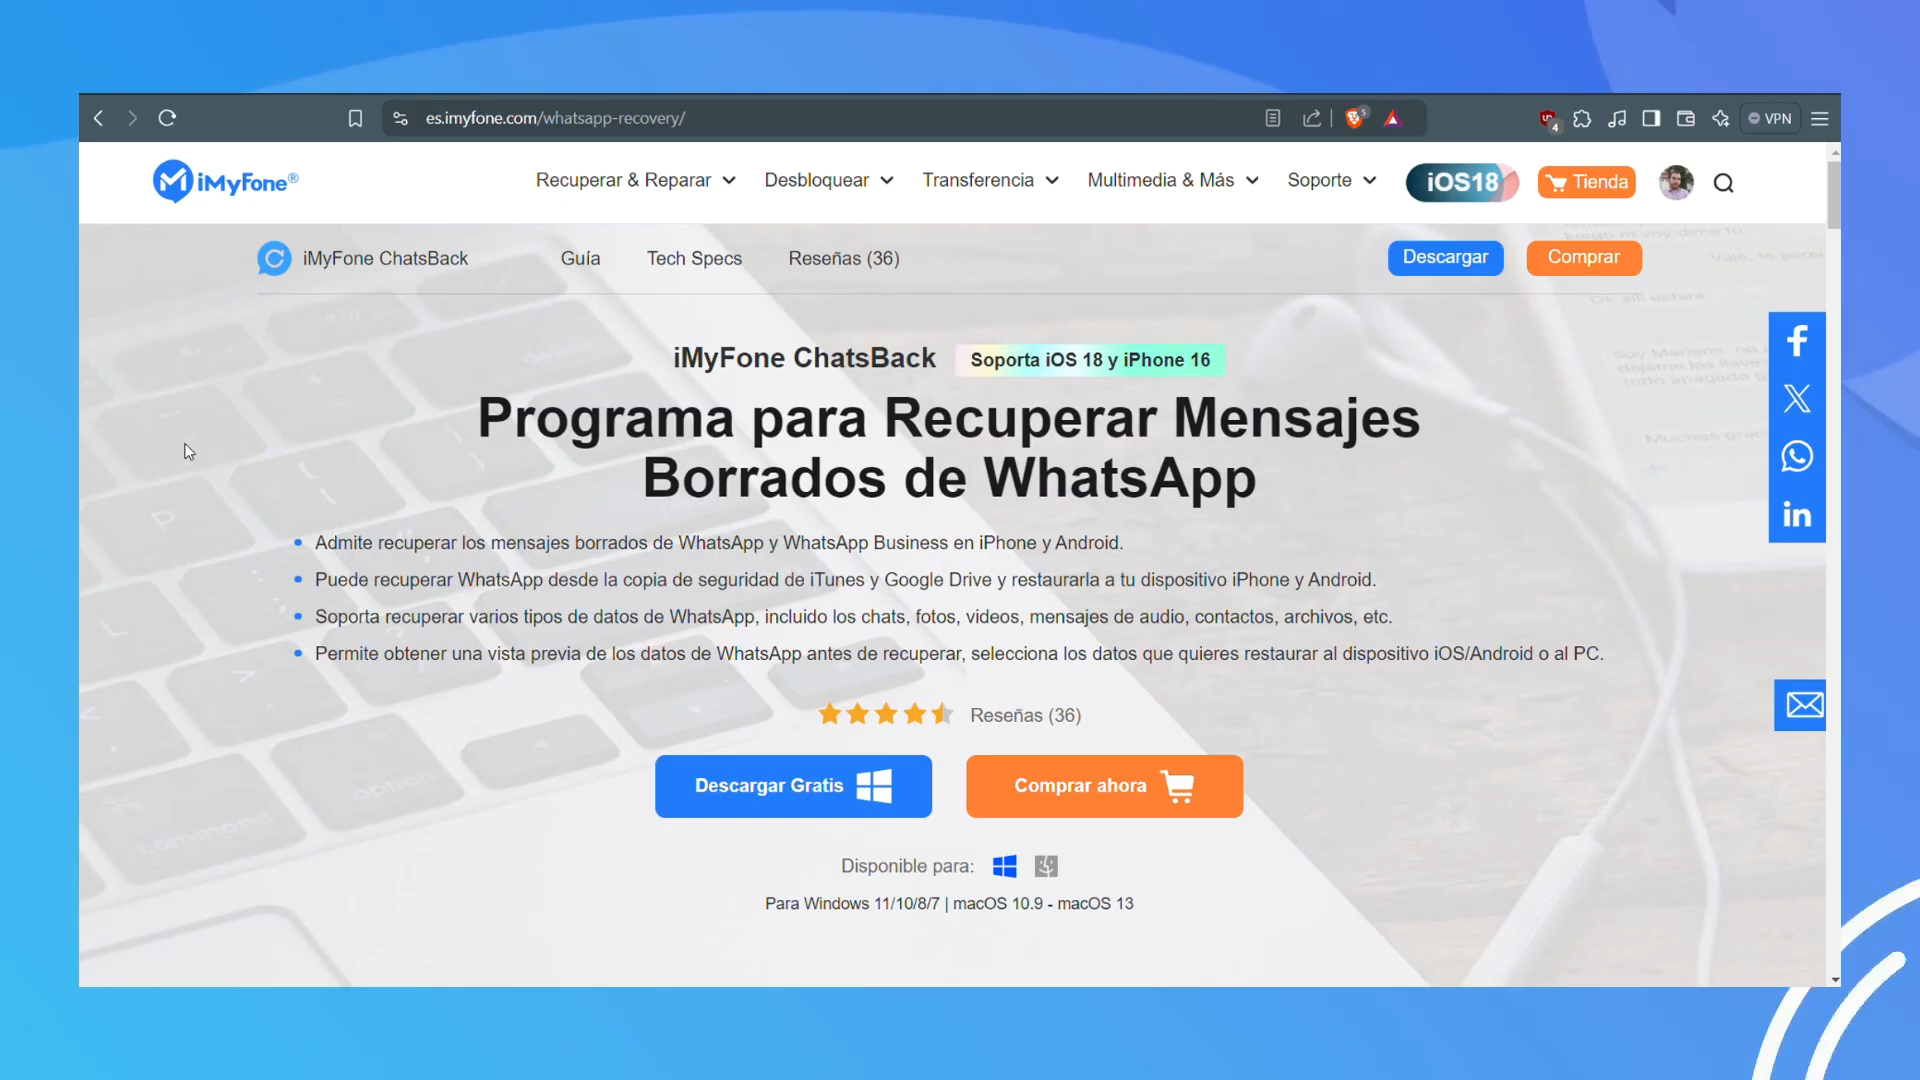 es.imyfone.com/whatsapp-recovery/
5
4
VPN
iMyFone®
Recuperar & Reparar
Desbloquear
Transferencia
Multimedia & Más
Soporte
iOS18
Tienda
iMyFone ChatsBack
Guía
Tech Specs
Reseñas (36)
Descargar
Comprar
iMyFone ChatsBack
Soporta iOS 18 y iPhone 16
Programa para Recuperar Mensajes
Borrados de WhatsApp
Admite recuperar los mensajes borrados de WhatsApp y WhatsApp Business en iPhone y Android.
Puede recuperar WhatsApp desde la copia de seguridad de iTunes y Google Drive y restaurarla a tu dispositivo iPhone y Android.
Soporta recuperar varios tipos de datos de WhatsApp, incluido los chats, fotos, videos, mensajes de audio, contactos, archivos, etc.
Permite obtener una vista previa de los datos de WhatsApp antes de recuperar, selecciona los datos que quieres restaurar al dispositivo iOS/Android o al PC.
Reseñas (36)
Descargar Gratis
Comprar ahora
Disponible para:
Para Windows 11/10/8/7 | macOS 10.9 - macOS 13
option
command